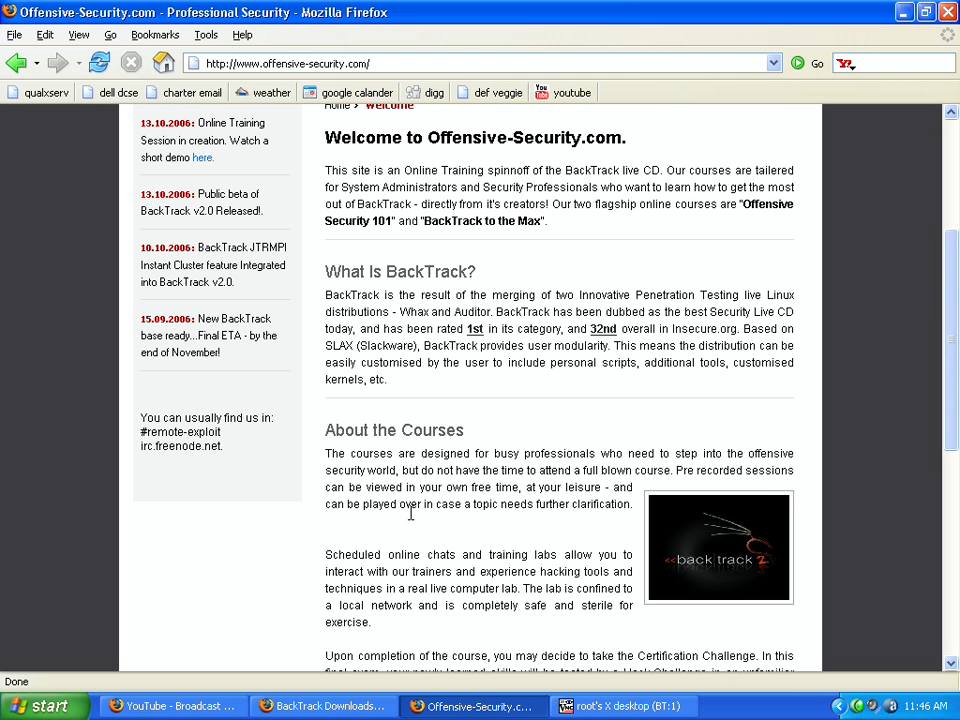 Offensive-Security.com - Professional Security - Mozilla Firefox
File Edit View Go Bookmarks Tools Help
http://www.offensive-security.com/
Go
Y!
qualxserv dell dcse charter email weather google calander digg def veggie You Tube youtube
Home > Welcome
13.10.2006: Online Training
Session in creation. Watch a
short demo here.
13.10.2006: Public beta of
BackTrack v2.0 Released!.
10.10.2006: BackTrack JTRMPI
Instant Cluster feature Integrated
into BackTrack v2.0.
15.09.2006: New BackTrack
base ready...Final ETA - by the
end of November!
You can usually find us in:
#remote-exploit
irc.freenode.net.
Welcome to Offensive-Security.com.
This site is an Online Training spinnoff of the BackTrack live CD. Our courses are tailored
for System Administrators and Security Professionals who want to learn how to get the most
out of BackTrack - directly from it's creators! Our two flagship online courses are "Offensive
Security 101" and "BackTrack to the Max".
What Is BackTrack?
BackTrack is the result of the merging of two Innovative Penetration Testing live Linux
distributions - Whax and Auditor. BackTrack has been dubbed as the best Security Live CD
today, and has been rated 1st in its category, and 32nd overall in Insecure.org. Based on
SLAX (Slackware), BackTrack provides user modularity. This means the distribution can be
easily customised by the user to include personal scripts, additional tools, customised
kernels, etc.
About the Courses
The courses are designed for busy professionals who need to step into the offensive
security world, but do not have the time to attend a full blown course. Pre recorded sessions
can be viewed in your own free time, at your leisure - and
can be played over in case a topic needs further clarification.
<<back|track 2
Scheduled online chats and training labs allow you to
interact with our trainers and experience hacking tools and
techniques in a real live computer lab. The lab is confined to
a local network and is completely safe and sterile for
exercise.
Upon completion of the course, you may decide to take the Certification Challenge. In this
final exam, your newly learned skills will be tested by a Hack Challenge in an unfamiliar
Done
start YouTube - Broadcast ... BackTrack Downloads... Offensive-Security.c... root's X desktop (BT:1) 11:46 AM